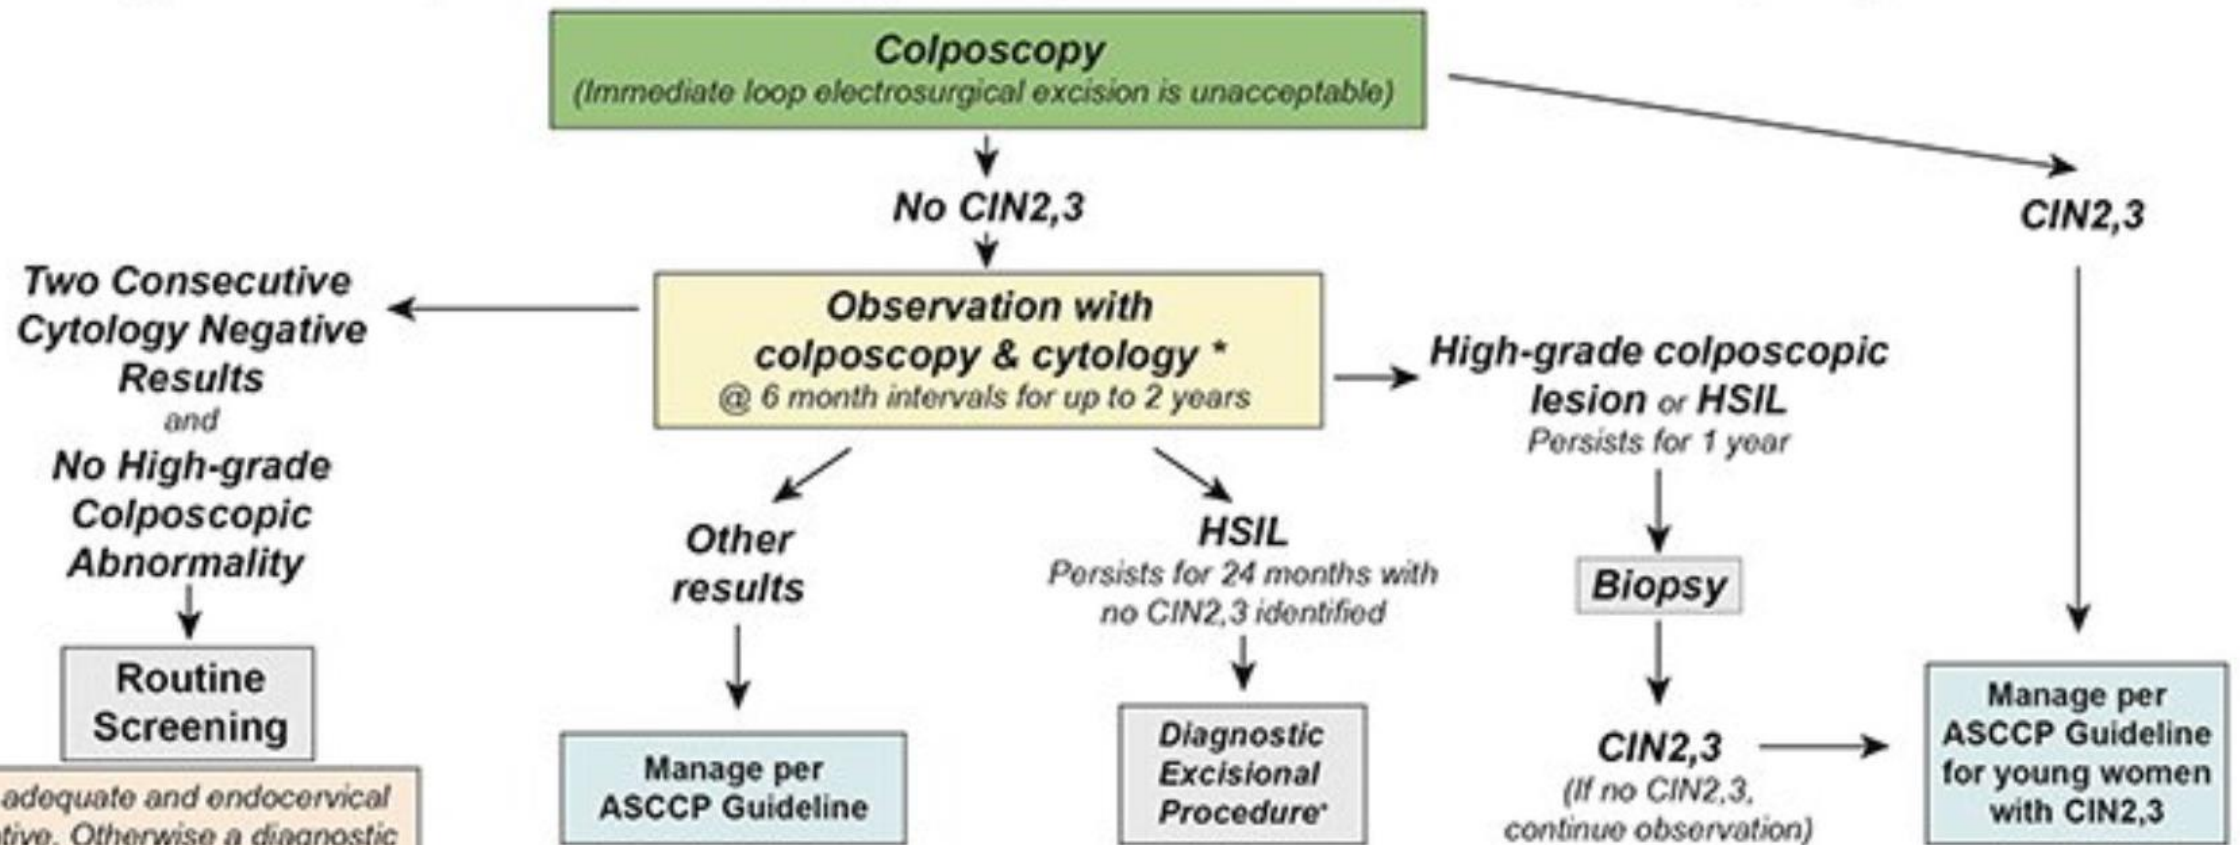 Colposcopy
(Immediate loop electrosurgical excision is unacceptable)
No CIN2,3
CIN2,3
Two Consecutive
Cytology Negative
Results
and
No High-grade
Colposcopic
Abnormality
Routine
Screening
Observation with
colposcopy & cytology *
@ 6 month intervals for up to 2 years
Other
results
Manage per
ASCCP Guideline
HSIL
Persists for 24 months with
no CIN2,3 identified
Diagnostic
Excisional
Procedure*
High-grade colposcopic
lesion or HSIL
Persists for 1 year
Biopsy
CIN2,3
(If no CIN2,3,
continue observation)
Manage per
ASCCP Guideline
for young women
with CIN2,3
adequate and endocervical
Otherwise a diagnostic